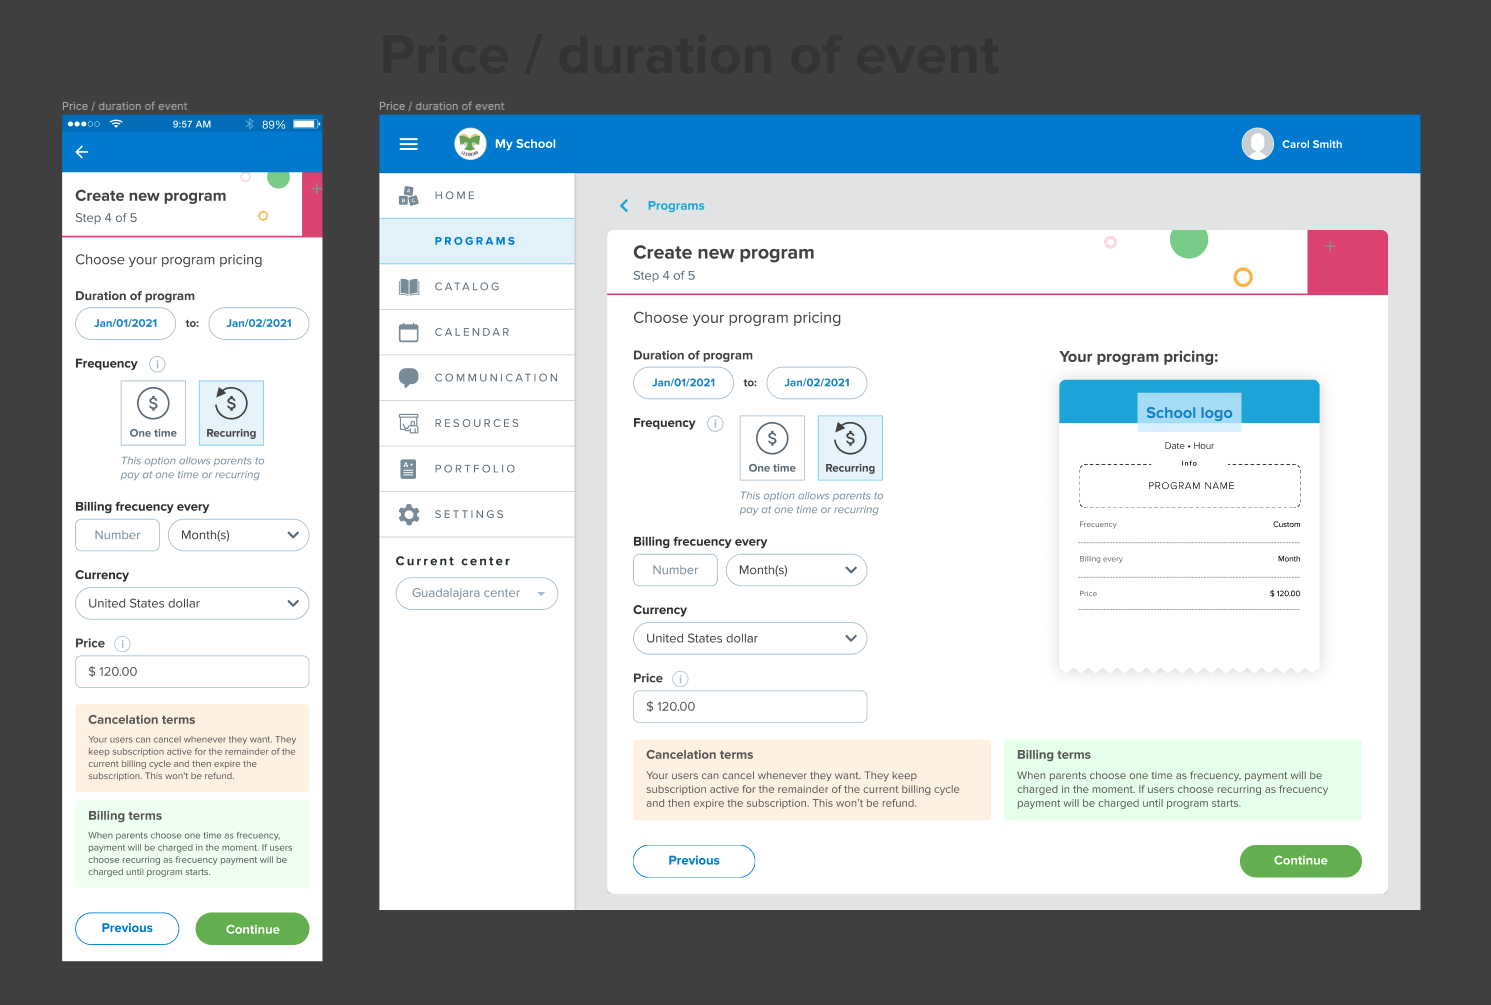 Price / duration of event
Price / duration of event
9:57 AM 89%
Create new program
Step 4 of 5
Choose your program pricing
Duration of program
Jan/01/2021 to: Jan/02/2021
Frequency i
$ $
One time Recurring
This option allows parents to
pay at one time or recurring
Billing frecuency every
Number Month(s)
Currency
United States dollar
Price i
$ 120.00
Cancelation terms
Your users can cancel whenever they want. They
keep subscription active for the remainder of the
current billing cycle and then expire the
subscription. This won't be refund.
Billing terms
When parents choose one time as frecuency,
payment will be charged in the moment. If users
choose recurring as frecuency payment will be
charged until program starts.
Previous Continue
Price / duration of event
My School
Carol Smith
HOME
PROGRAMS
CATALOG
CALENDAR
COMMUNICATION
RESOURCES
A+ PORTFOLIO
SETTINGS
Current center
Guadalajara center
Programs
Create new program
Step 4 of 5
Choose your program pricing
Duration of program
Jan/01/2021 to: Jan/02/2021
Frequency i
$ $
One time Recurring
This option allows parents to
pay at one time or recurring
Billing frecuency every
Number Month(s)
Currency
United States dollar
Price i
$ 120.00
Your program pricing:
School logo
Date • Hour
Info
PROGRAM NAME
Frecuency Custom
Billing every Month
Price $ 120.00
Cancelation terms
Your users can cancel whenever they want. They keep
subscription active for the remainder of the current billing cycle
and then expire the subscription. This won't be refund.
Billing terms
When parents choose one time as frecuency, payment will be
charged in the moment. If users choose recurring as frecuency
payment will be charged until program starts.
Previous Continue